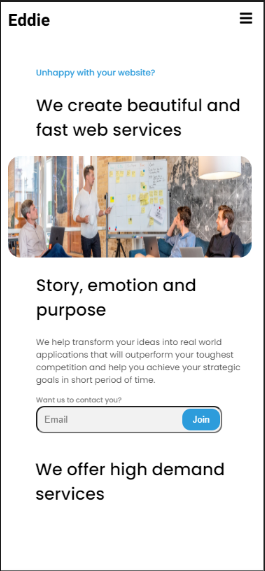 Eddie
Unhappy with your website?
We create beautiful and
fast web services
Story, emotion and
purpose
We help transform your ideas into real world
applications that will outperform your toughest
competition and help you achieve your strategic
goals in short period of time.
Want us to contact you?
Email
Join
We offer high demand
services